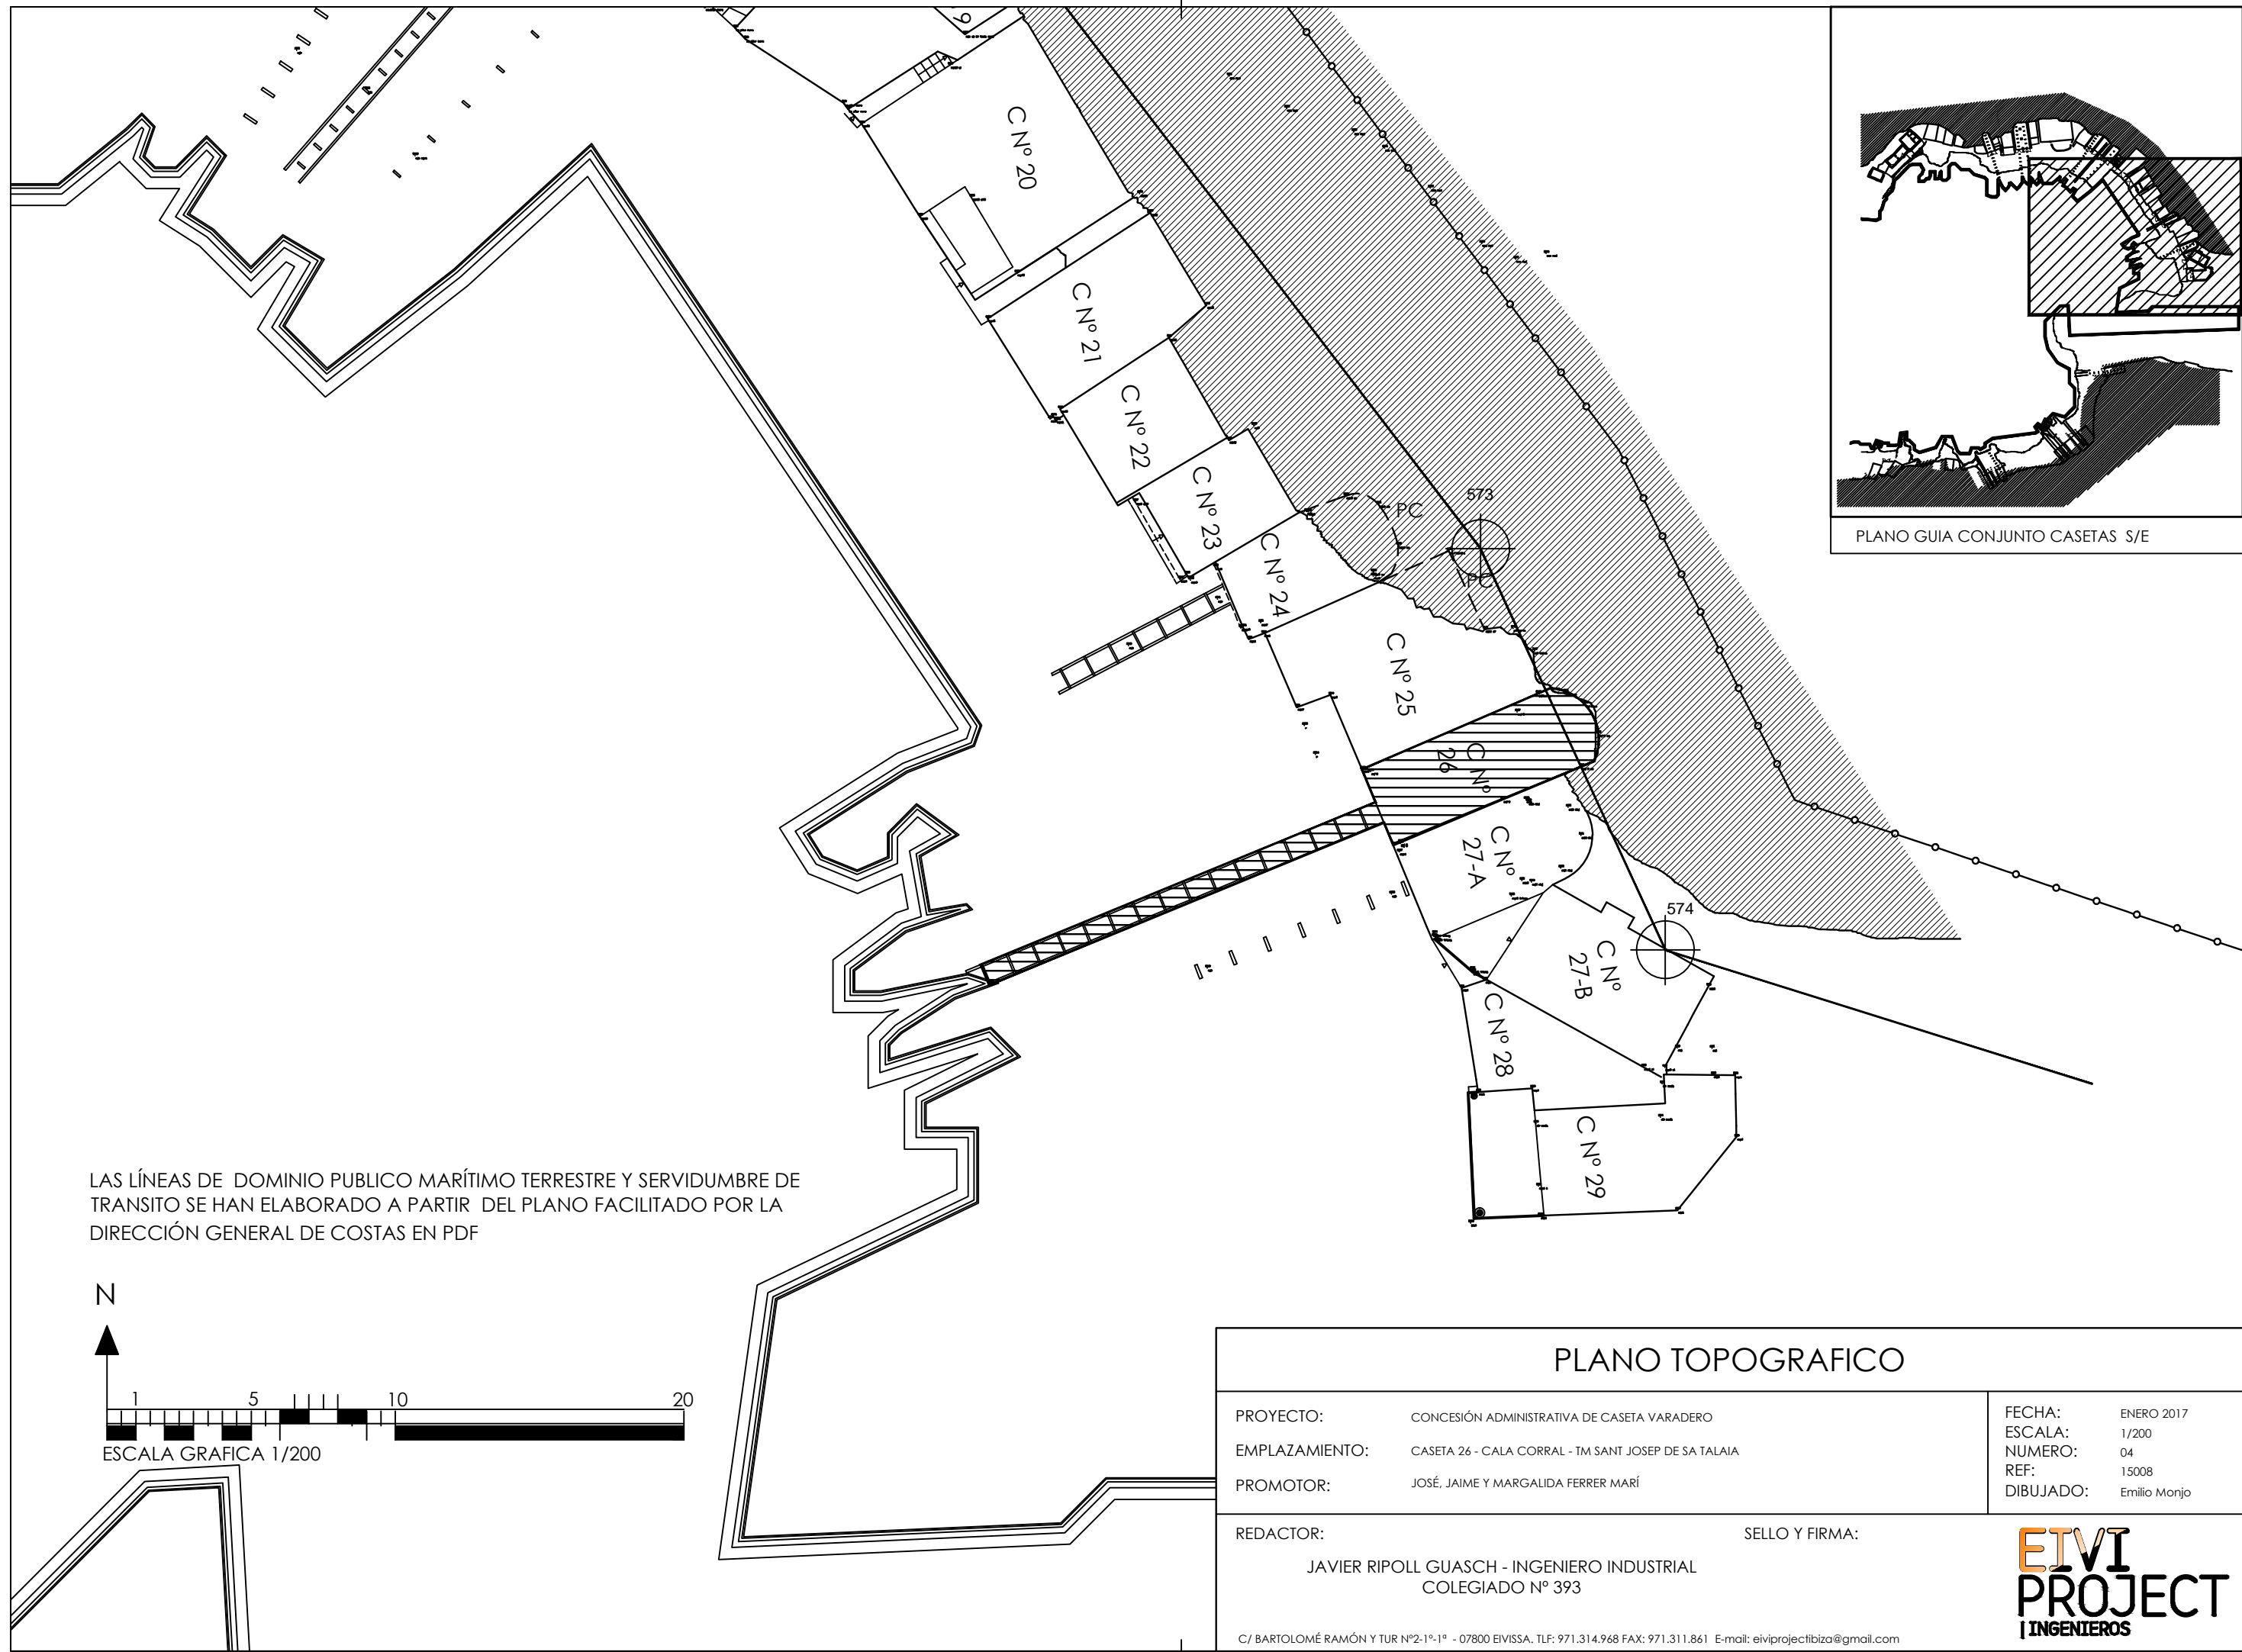 C Nº 20
C Nº 21
C Nº 22
C Nº 23
C Nº 24
PC
573
PC
C Nº 25
C Nº
26
C Nº
27-A
574
C Nº
27-B
C Nº 28
C Nº 29
PLANO GUIA CONJUNTO CASETAS S/E
LAS LÍNEAS DE DOMINIO PUBLICO MARÍTIMO TERRESTRE Y SERVIDUMBRE DE
TRANSITO SE HAN ELABORADO A PARTIR DEL PLANO FACILITADO POR LA
DIRECCIÓN GENERAL DE COSTAS EN PDF
N
1 5 10 20
ESCALA GRAFICA 1/200
PLANO TOPOGRAFICO
PROYECTO: CONCESIÓN ADMINISTRATIVA DE CASETA VARADERO
EMPLAZAMIENTO: CASETA 26 - CALA CORRAL - TM SANT JOSEP DE SA TALAIA
PROMOTOR: JOSÉ, JAIME Y MARGALIDA FERRER MARÍ
FECHA: ENERO 2017
ESCALA: 1/200
NUMERO: 04
REF: 15008
DIBUJADO: Emilio Monjo
REDACTOR:
JAVIER RIPOLL GUASCH - INGENIERO INDUSTRIAL
COLEGIADO Nº 393
SELLO Y FIRMA:
EIVI
PROJECT
INGENIEROS
C/ BARTOLOMÉ RAMÓN Y TUR Nº2-1º-1ª - 07800 EIVISSA. TLF: 971.314.968 FAX: 971.311.861 E-mail: eiviprojectibiza@gmail.com